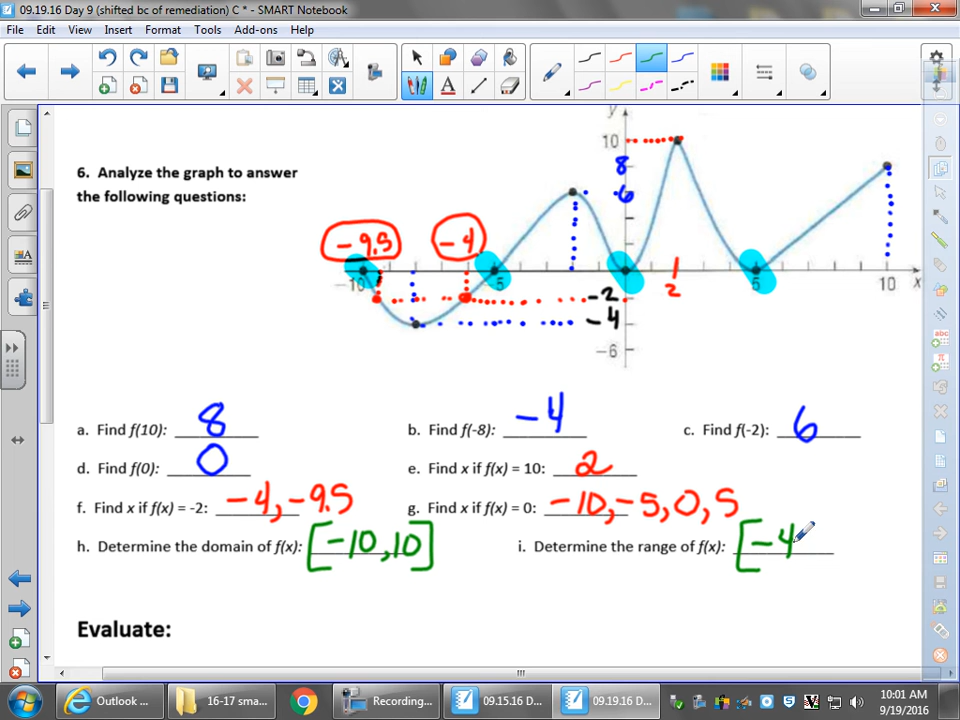 09.19.16 Day 9 (shifted bc of remediation) C * - SMART Notebook
File Edit View Insert Format Tools Add-ons Help
6. Analyze the graph to answer
the following questions:
y
10
8
6
-9.5 -4
-10 -5 5 10 x
1
2
-2
-4
-6
a. Find f(10): 8 b. Find f(-8): -4 c. Find f(-2): 6
d. Find f(0): 0 e. Find x if f(x) = 10: 2
f. Find x if f(x) = -2: -4, -9.5 g. Find x if f(x) = 0: -10, -5, 0, 5
h. Determine the domain of f(x): [-10, 10] i. Determine the range of f(x): [-4
Evaluate:
Outlook ... 16-17 sma... Recording... 09.15.16 D... 09.19.16 D... 10:01 AM
9/19/2016